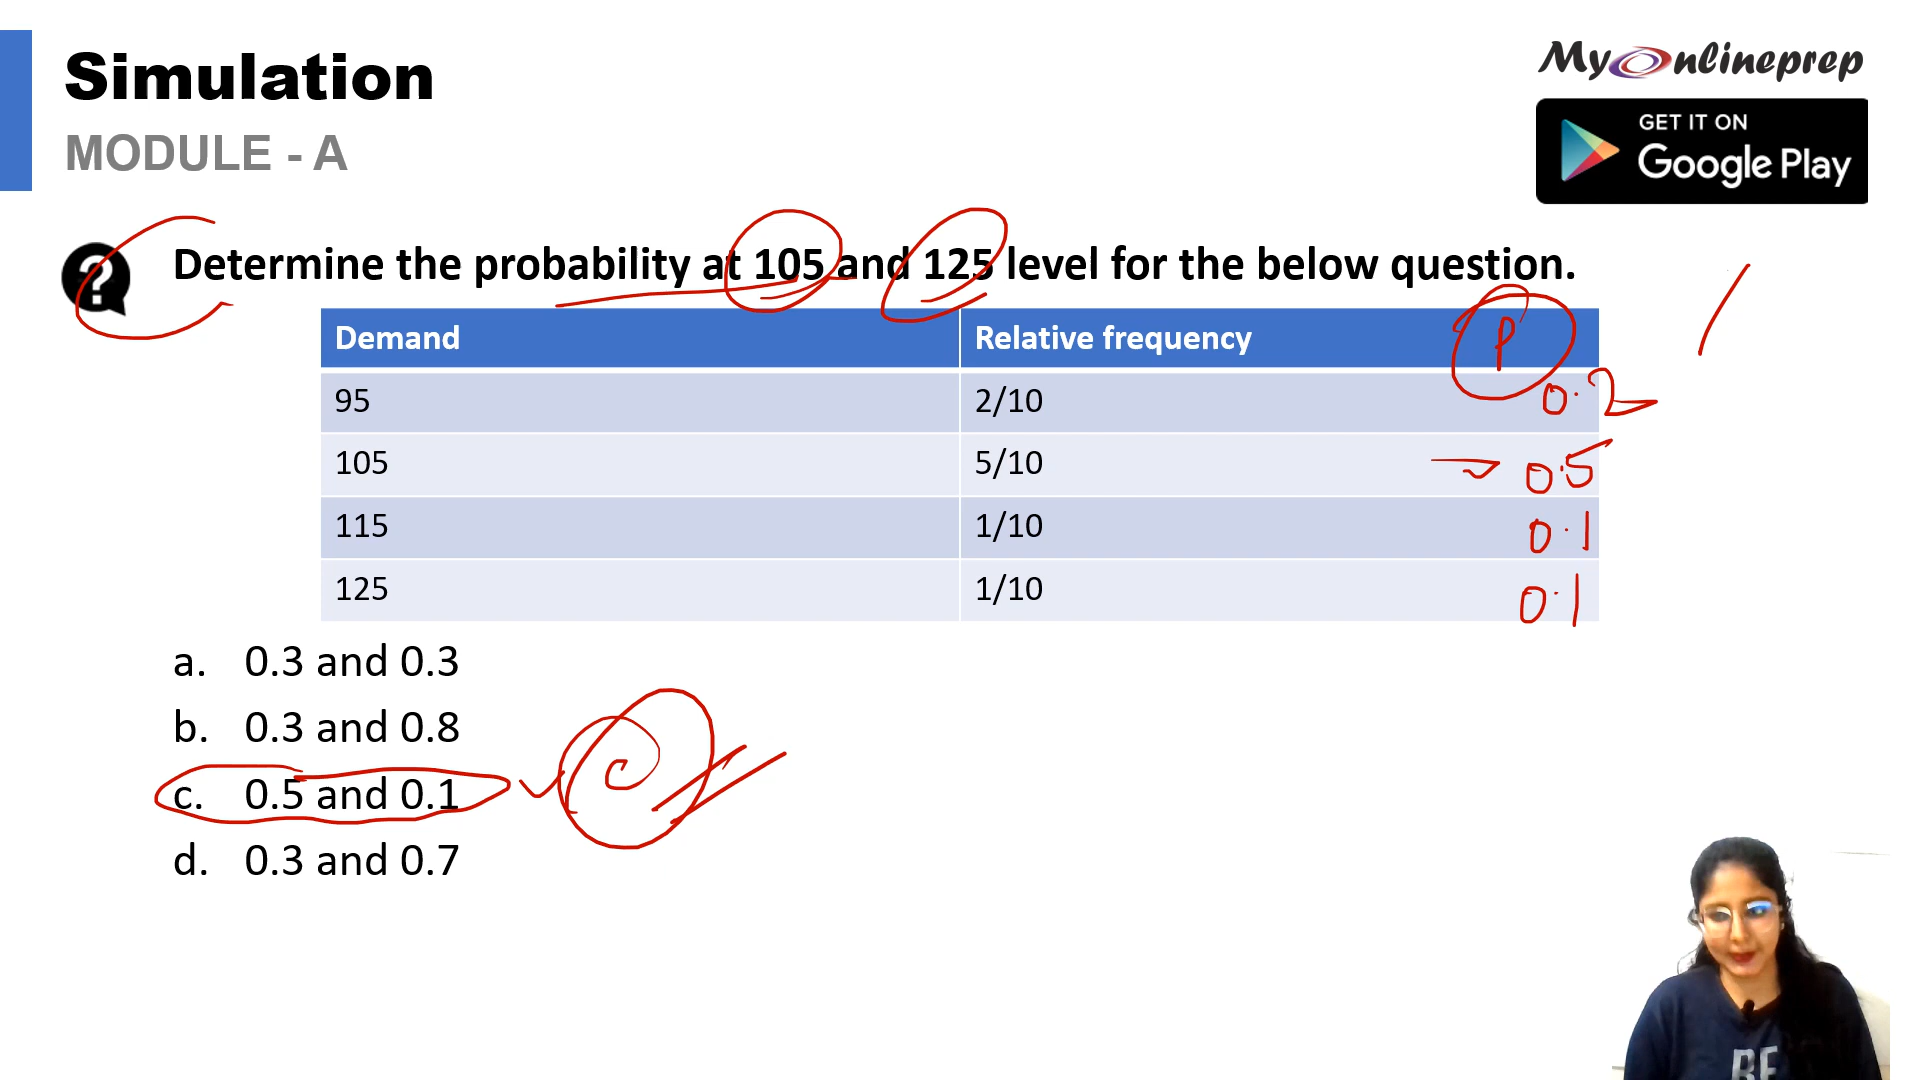 Simulation
MODULE - A
MyOnlineprep
GET IT ON
Google Play
Determine the probability at 105 and 125 level for the below question.
Demand Relative frequency P
95 2/10 0.2
105 5/10 0.5
115 1/10 0.1
125 1/10 0.1
a. 0.3 and 0.3
b. 0.3 and 0.8
c. 0.5 and 0.1 C
d. 0.3 and 0.7
BE